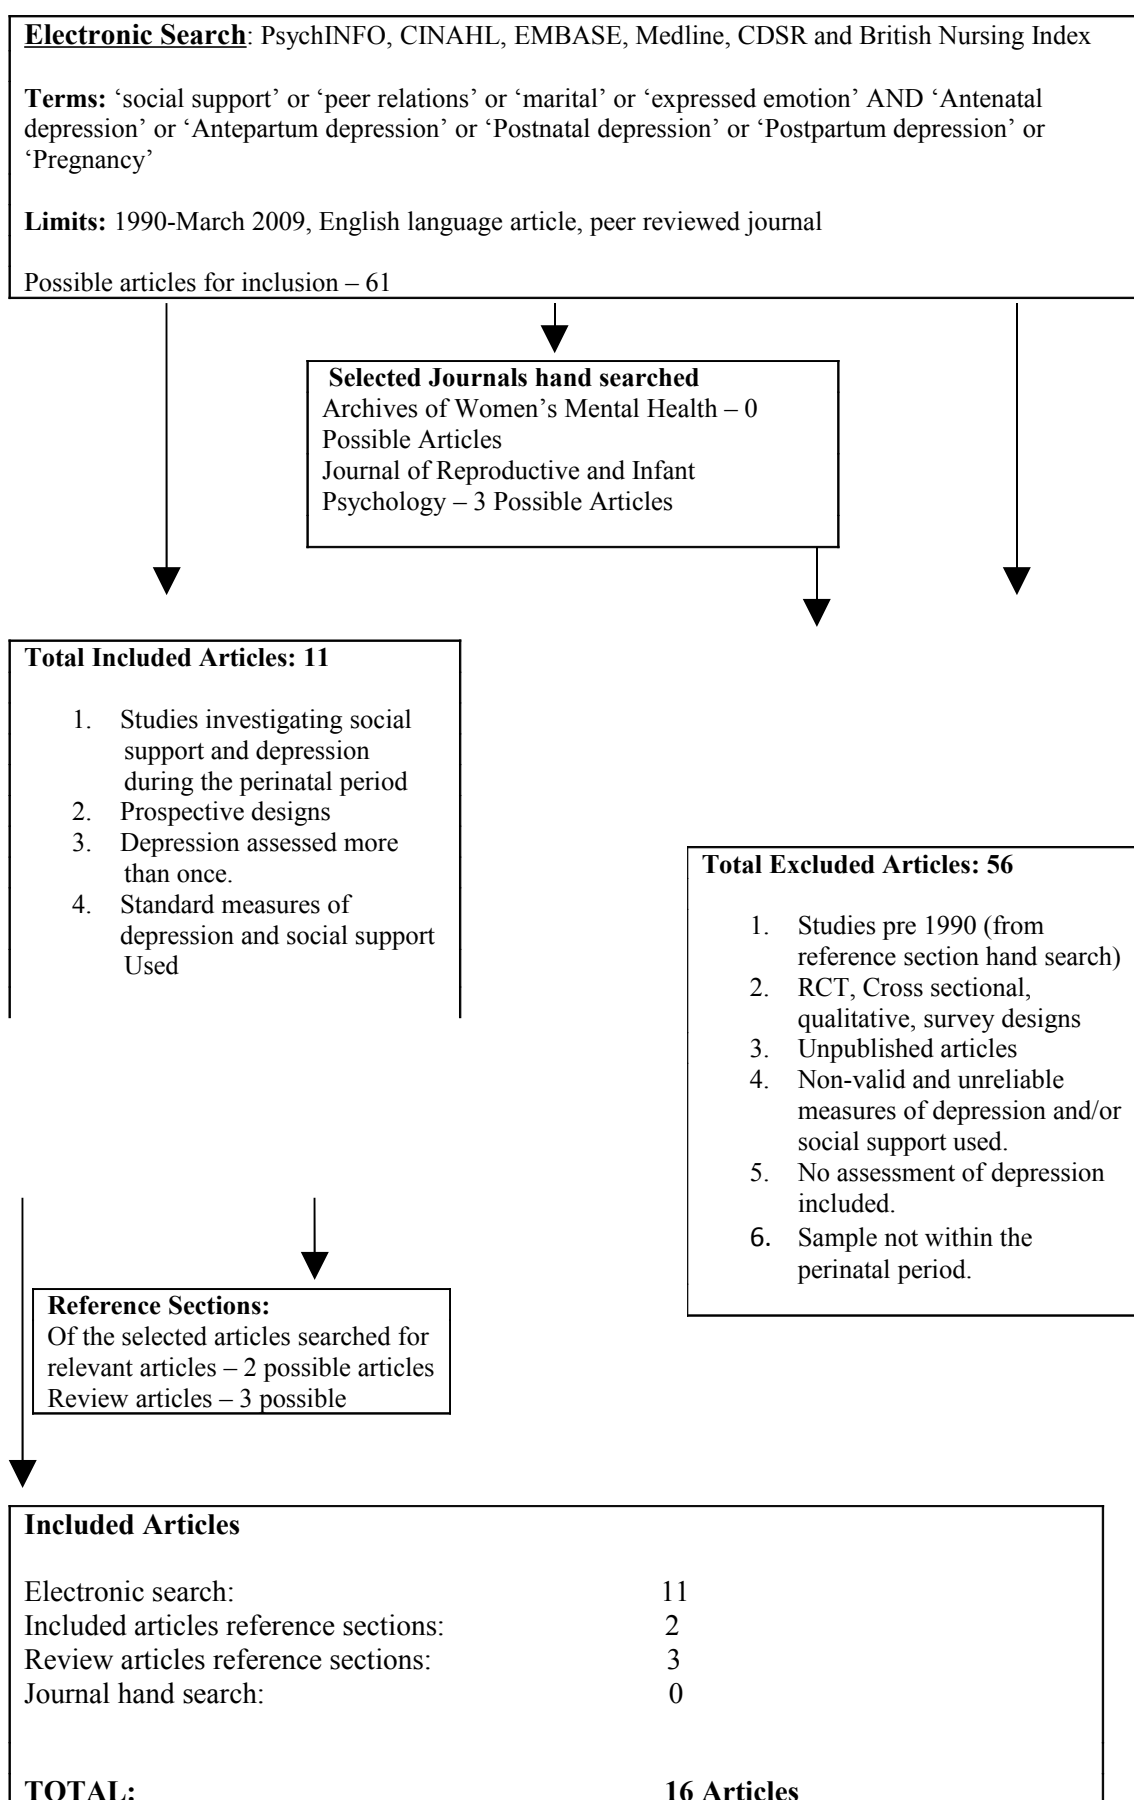 Electronic Search: PsychINFO, CINAHL, EMBASE, Medline, CDSR and British Nursing Index
Terms: ‘social support’ or ‘peer relations’ or ‘marital’ or ‘expressed emotion’ AND ‘Antenatal
depression’ or ‘Antepartum depression’ or ‘Postnatal depression’ or ‘Postpartum depression’ or
‘Pregnancy’
Limits: 1990-March 2009, English language article, peer reviewed journal
Possible articles for inclusion – 61
Selected Journals hand searched
Archives of Women’s Mental Health – 0
Possible Articles
Journal of Reproductive and Infant
Psychology – 3 Possible Articles
Total Included Articles: 11
1. Studies investigating social
support and depression
during the perinatal period
2. Prospective designs
3. Depression assessed more
than once.
4. Standard measures of
depression and social support
Used
Total Excluded Articles: 56
1. Studies pre 1990 (from
reference section hand search)
2. RCT, Cross sectional,
qualitative, survey designs
3. Unpublished articles
4. Non-valid and unreliable
measures of depression and/or
social support used.
5. No assessment of depression
included.
6. Sample not within the
perinatal period.
Reference Sections:
Of the selected articles searched for
relevant articles – 2 possible articles
Review articles – 3 possible
Included Articles
Electronic search: 11
Included articles reference sections: 2
Review articles reference sections: 3
Journal hand search: 0
TOTAL: 16 Articles